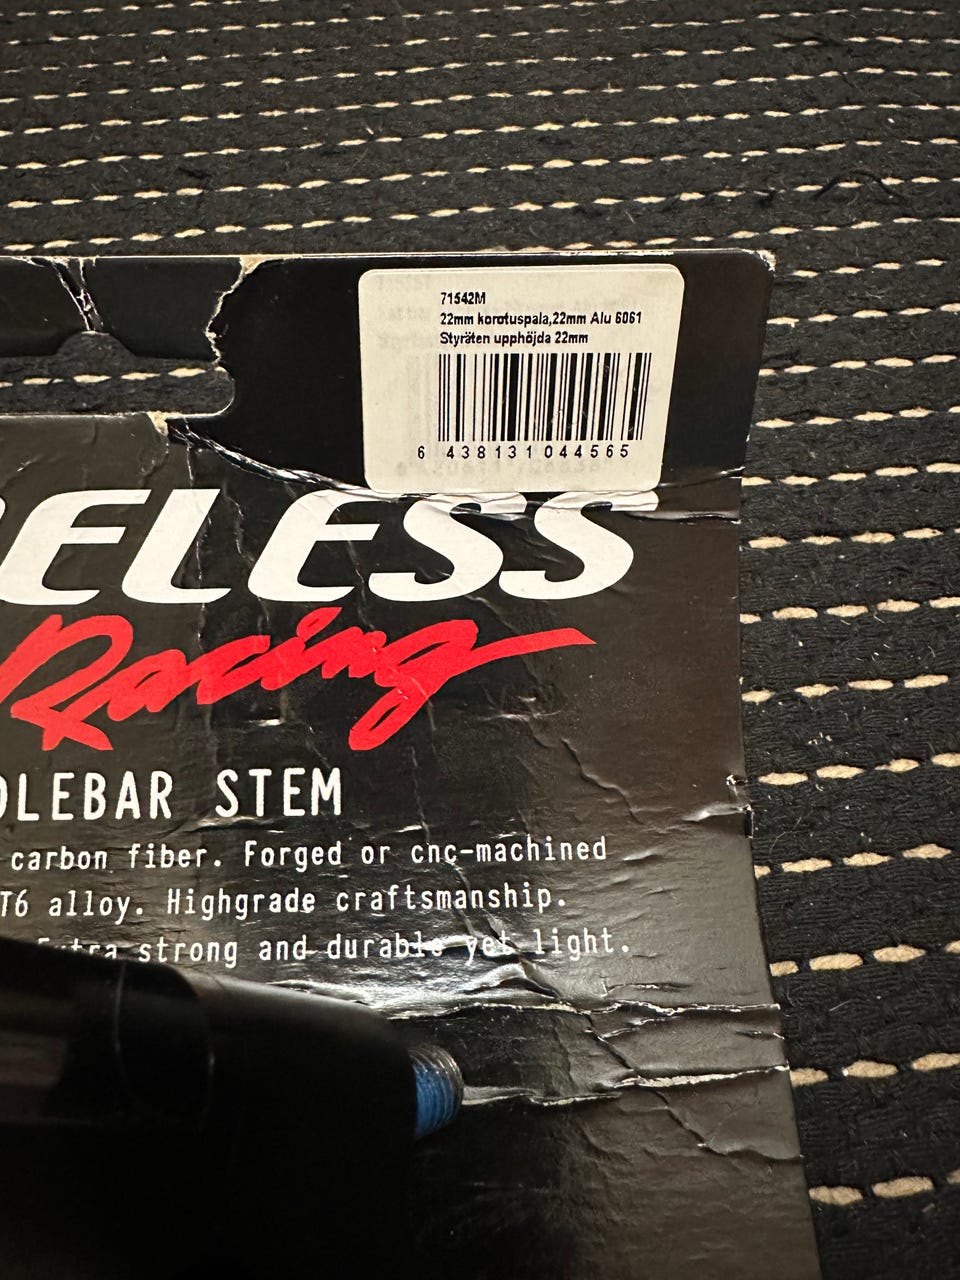 71542M
22mm korotuspala,22mm Alu 6061
Styräten upphöjda 22mm
6 438131 044565
ELESS
Racing
DLEBAR STEM
carbon fiber. Forged or cnc-machined
T6 alloy. Highgrade craftsmanship.
Extra strong and durable yet light.